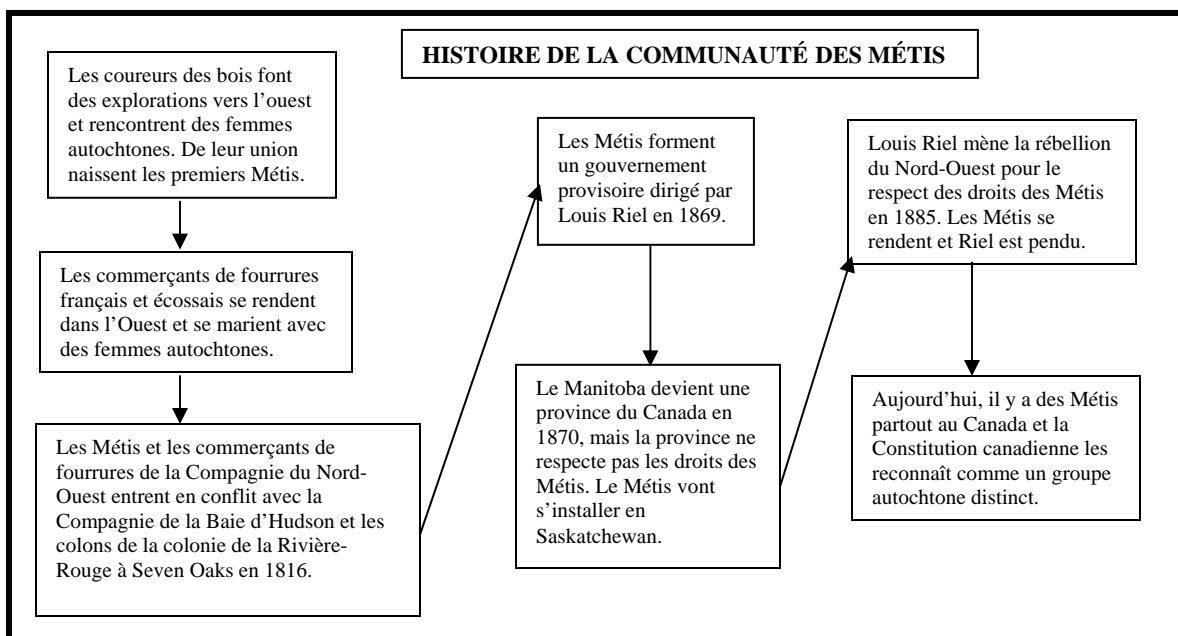 HISTOIRE DE LA COMMUNAUTÉ DES MÉTIS
Les coureurs des bois font
des explorations vers l’ouest
et rencontrent des femmes
autochtones. De leur union
naissent les premiers Métis.
Les commerçants de fourrures
français et écossais se rendent
dans l’Ouest et se marient avec
des femmes autochtones.
Les Métis et les commerçants de
fourrures de la Compagnie du Nord-
Ouest entrent en conflit avec la
Compagnie de la Baie d’Hudson et les
colons de la colonie de la Rivière-
Rouge à Seven Oaks en 1816.
Les Métis forment
un gouvernement
provisoire dirigé par
Louis Riel en 1869.
Le Manitoba devient une
province du Canada en
1870, mais la province ne
respecte pas les droits des
Métis. Le Métis vont
s’installer en
Saskatchewan.
Louis Riel mène la rébellion
du Nord-Ouest pour le
respect des droits des Métis
en 1885. Les Métis se
rendent et Riel est pendu.
Aujourd’hui, il y a des Métis
partout au Canada et la
Constitution canadienne les
reconnaît comme un groupe
autochtone distinct.